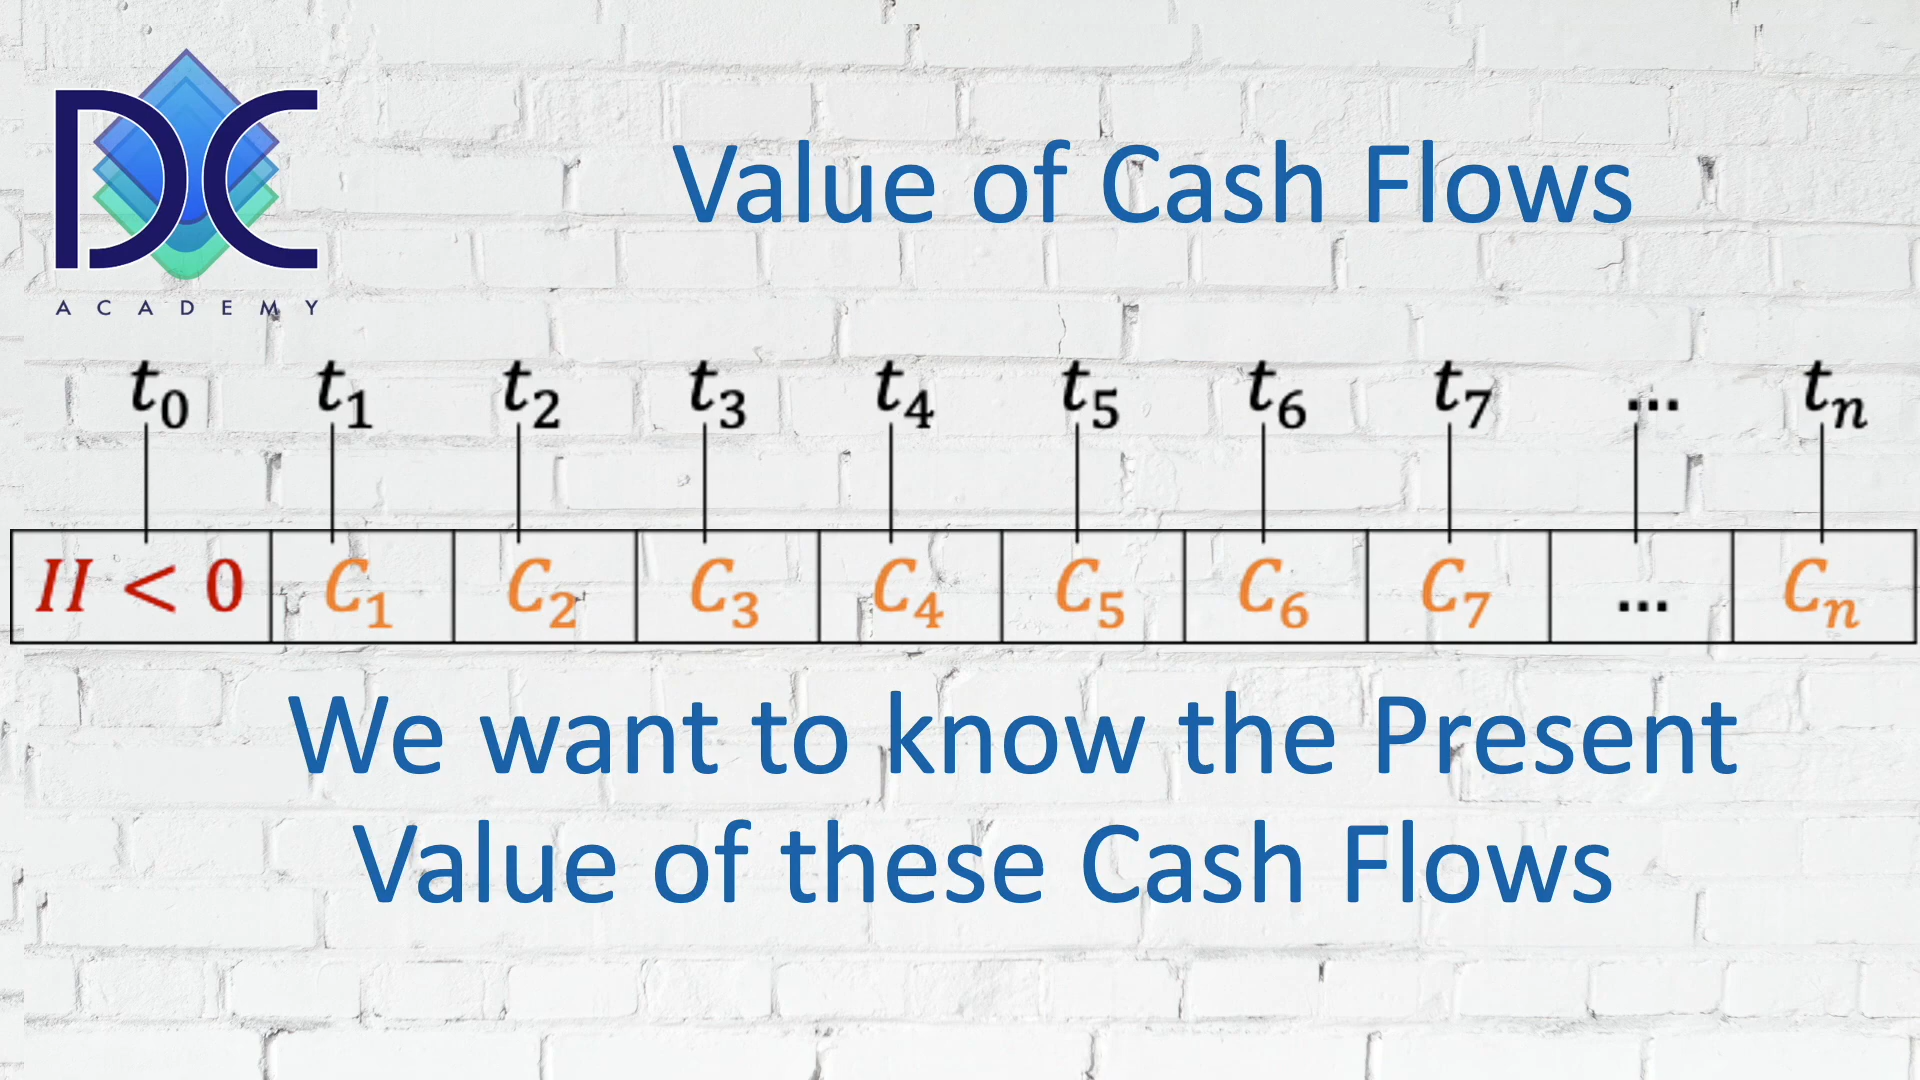 DC
ACADEMY
Value of Cash Flows
t₀ t₁ t₂ t₃ t₄ t₅ t₆ t₇ ... tₙ
II < 0 C₁ C₂ C₃ C₄ C₅ C₆ C₇ ... Cₙ
We want to know the Present
Value of these Cash Flows